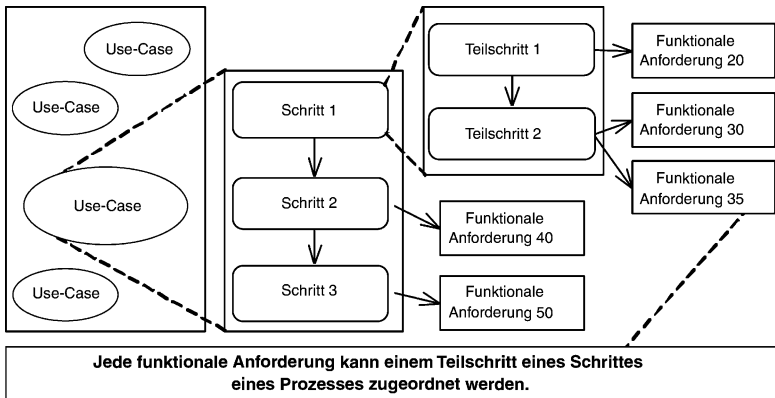 Use-Case
Use-Case
Use-Case
Use-Case
Schritt 1
Schritt 2
Schritt 3
Teilschritt 1
Teilschritt 2
Funktionale
Anforderung 20
Funktionale
Anforderung 30
Funktionale
Anforderung 35
Funktionale
Anforderung 40
Funktionale
Anforderung 50
Jede funktionale Anforderung kann einem Teilschritt eines Schrittes
eines Prozesses zugeordnet werden.